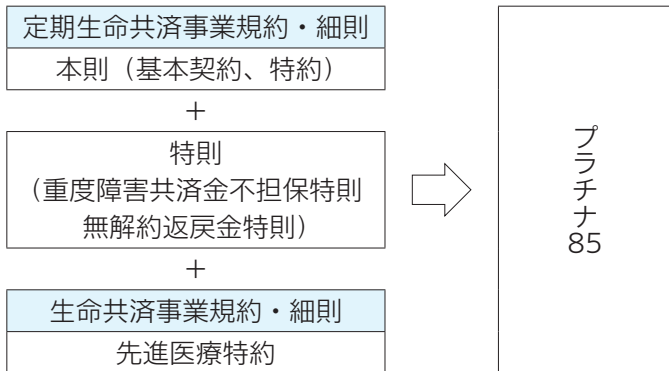 定期生命共済事業規約・細則
本則（基本契約、特約）
＋
特則
（重度障害共済金不担保特則
無解約返戻金特則）
＋
生命共済事業規約・細則
先進医療特約
プラチナ85